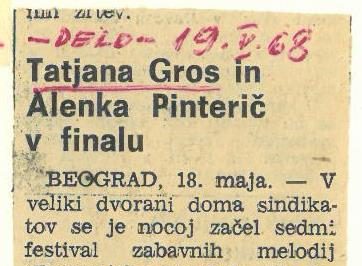 žrtev.
-DELO- 19.V.68
Tatjana Gros in
Alenka Pinterič
v finalu
BEOGRAD, 18. maja. — V
veliki dvorani doma sindika-
tov se je nocoj začel sedmi
festival zabavnih melodij